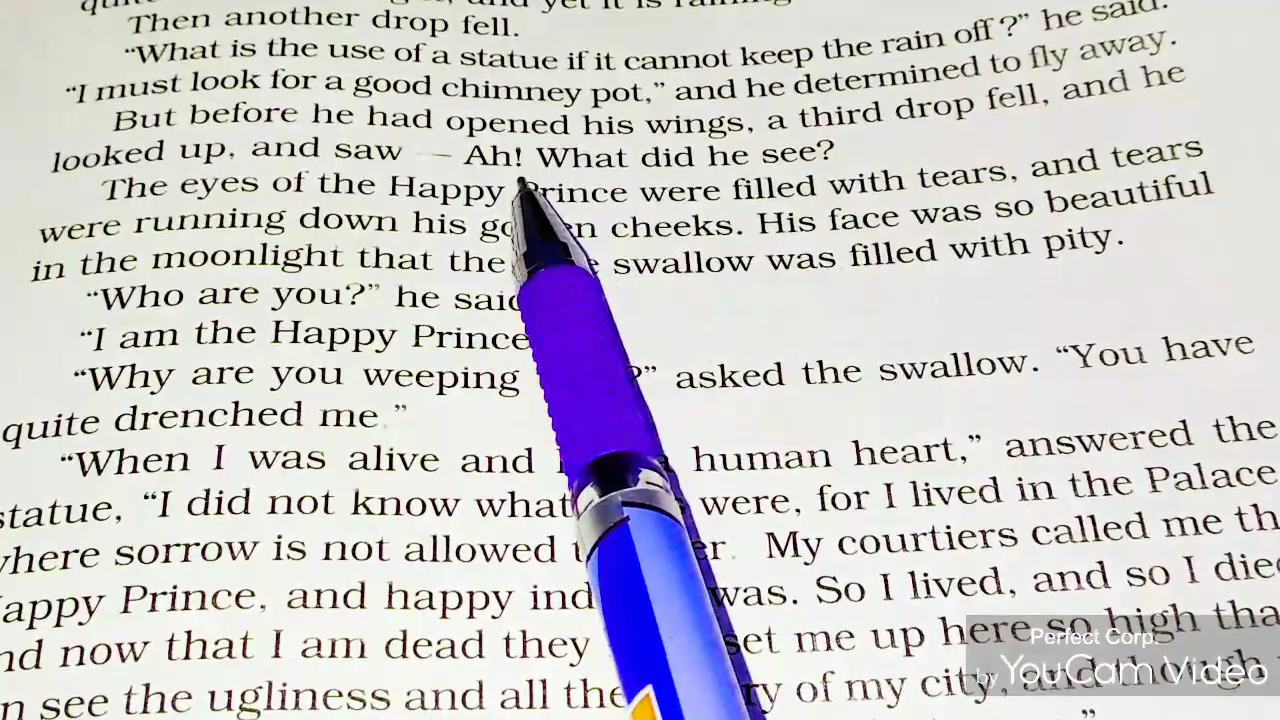 and yet it is raining
Then another drop fell.
“What is the use of a statue if it cannot keep the rain off?” he said.
“I must look for a good chimney pot,” and he determined to fly away.
But before he had opened his wings, a third drop fell, and he
looked up, and saw — Ah! What did he see?
The eyes of the Happy Prince were filled with tears, and tears
were running down his cheeks. His face was so beautiful
in the moonlight that the swallow was filled with pity.
“Who are you?” he said
“I am the Happy Prince
“Why are you weeping ?” asked the swallow. “You have
quite drenched me.”
“When I was alive and human heart,” answered the
statue, “I did not know what were, for I lived in the Palace
where sorrow is not allowed My courtiers called me
Happy Prince, and happy was. So I lived, and so I
now that I am dead they set me up here so high
see the ugliness and all of my city, and though
Perfect Corp.
by YouCam Video